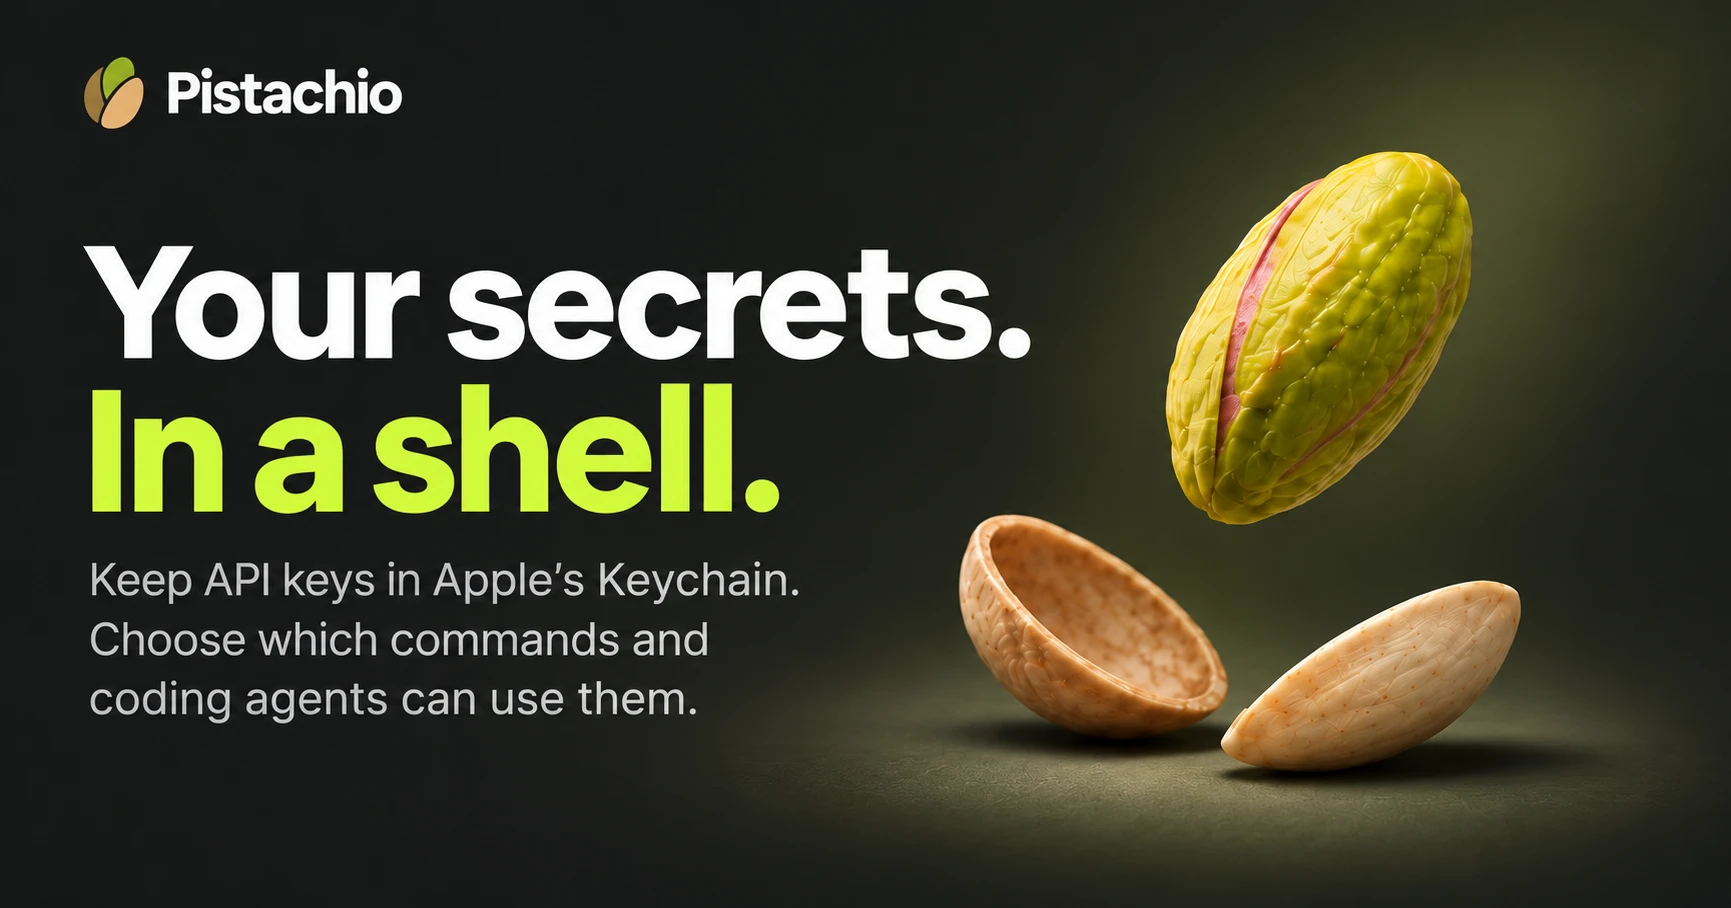 Pistachio
Your secrets.
In a shell.
Keep API keys in Apple’s Keychain.
Choose which commands and
coding agents can use them.